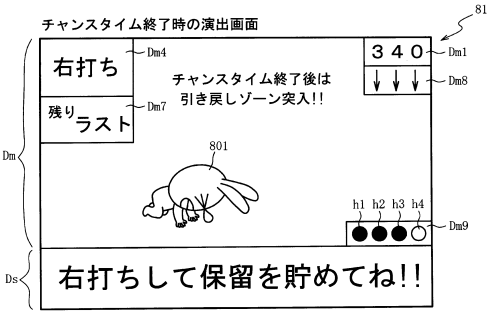 チャンスタイム終了時の演出画面
81
右打ち
Dm4
340
Dm1
↓↓↓
Dm8
チャンスタイム終了後は
引き戻しゾーン突入!!
残り
ラスト
Dm7
Dm
801
h1 h2 h3 h4
Dm9
Ds
右打ちして保留を貯めてね!!